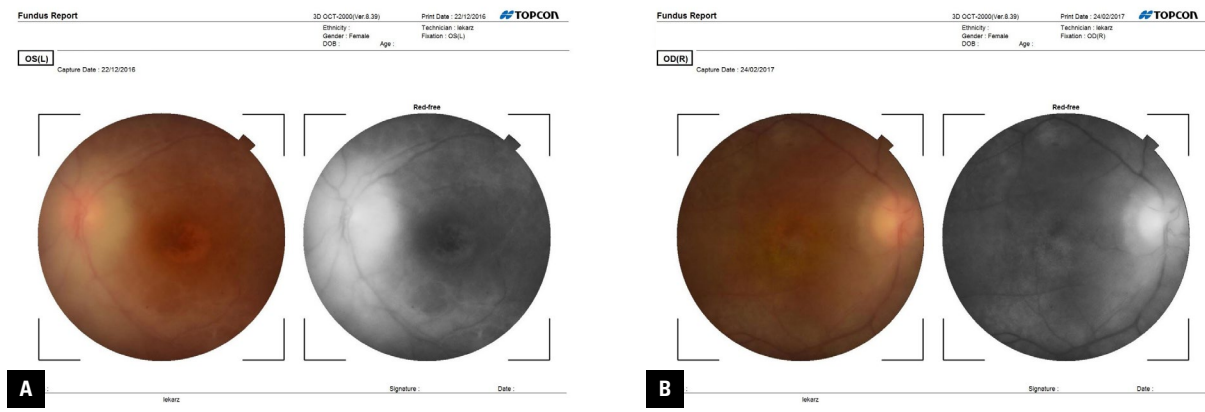 Fundus Report
3D OCT-2000(Ver.8.39)
Print Date : 22/12/2016
TOPCON
Ethnicity :
Technician : lekarz
Gender : Female
Fixation : OS(L)
DOB :
Age :
OS(L)
Capture Date : 22/12/2016
Red-free
A
:
Signature :
Date :
lekarz
Fundus Report
3D OCT-2000(Ver.8.39)
Print Date : 24/02/2017
TOPCON
Ethnicity :
Technician : lekarz
Gender : Female
Fixation : OD(R)
DOB :
Age :
OD(R)
Capture Date : 24/02/2017
Red-free
B
:
Signature :
Date :
lekarz